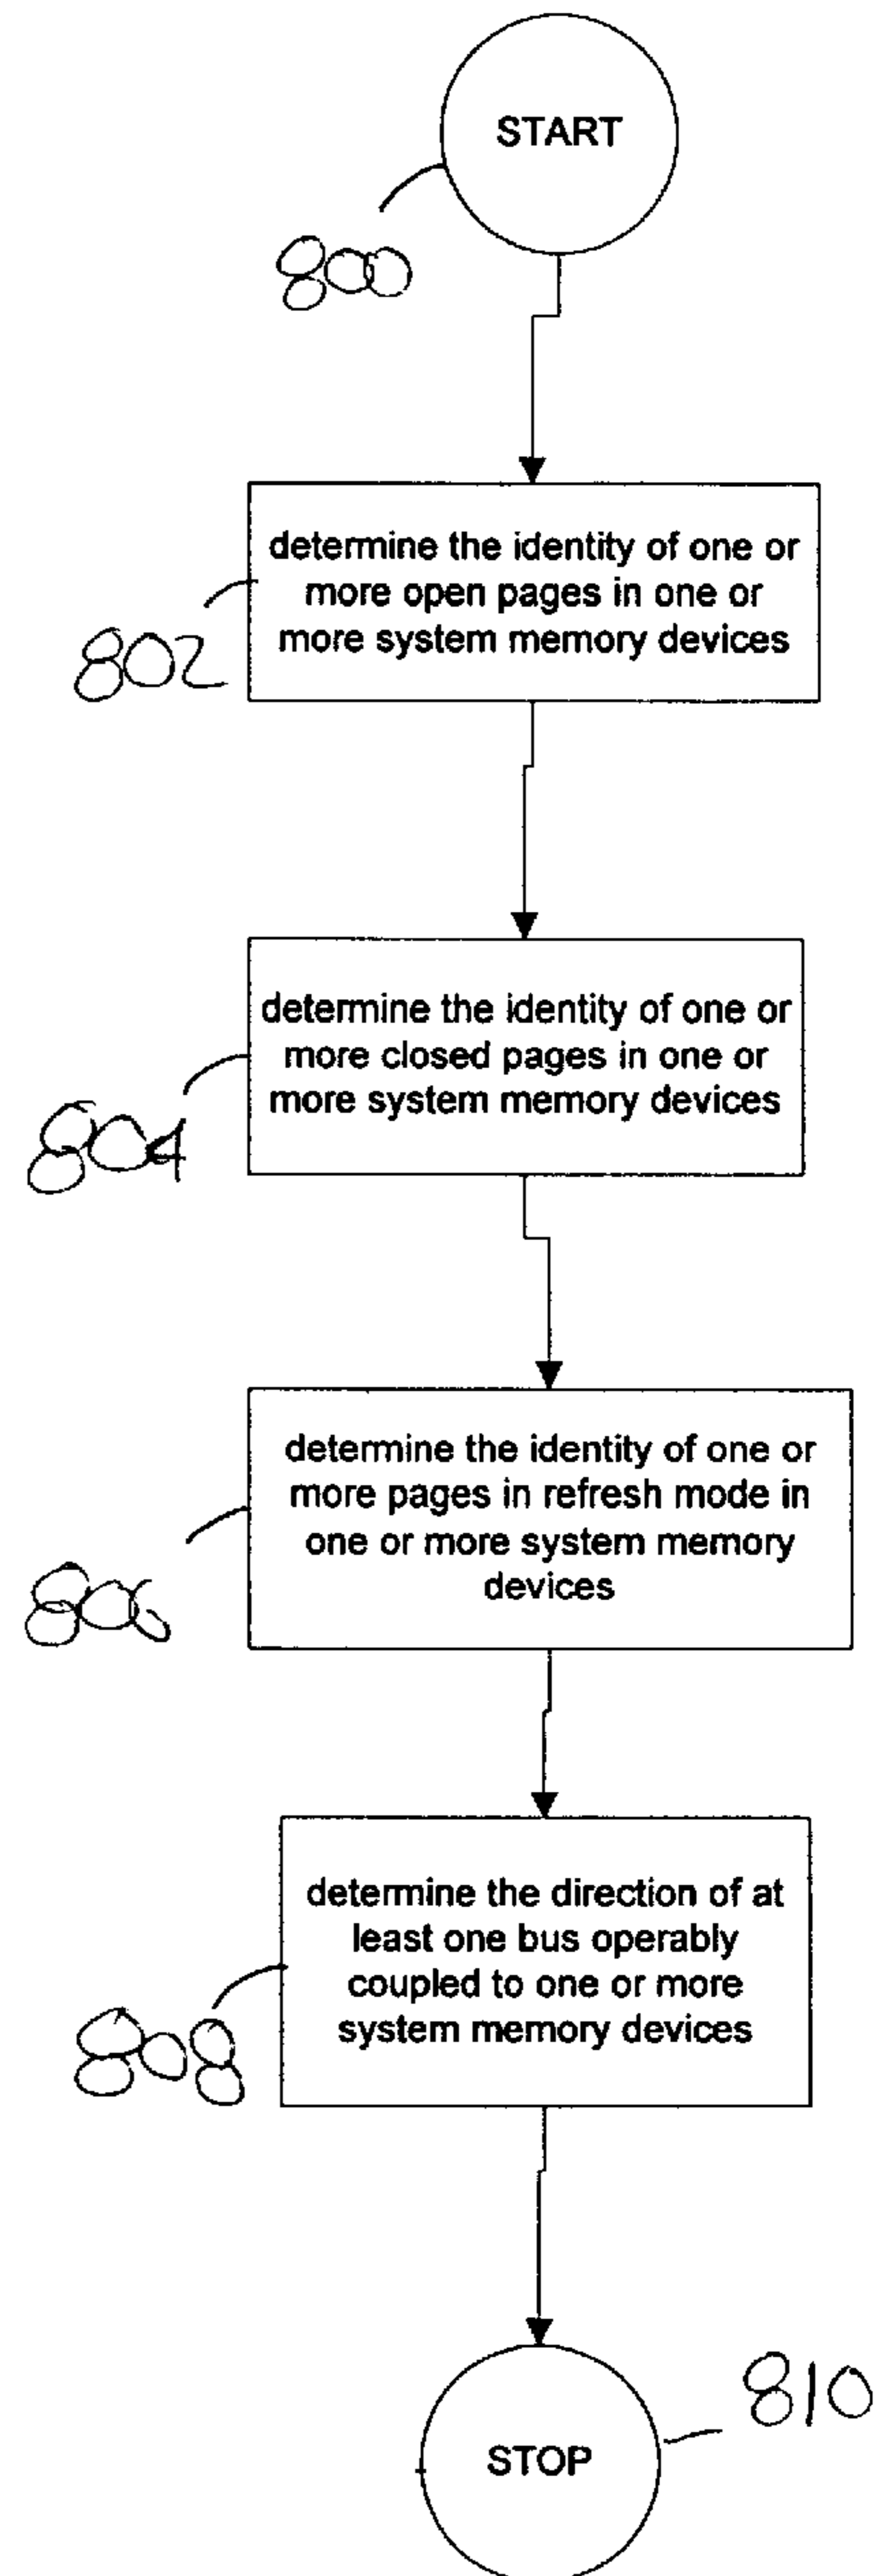 START
800
determine the identity of one or
more open pages in one or
more system memory devices
802
determine the identity of one or
more closed pages in one or
more system memory devices
804
determine the identity of one or
more pages in refresh mode in
one or more system memory
devices
806
determine the direction of at
least one bus operably
coupled to one or more
system memory devices
808
810
STOP